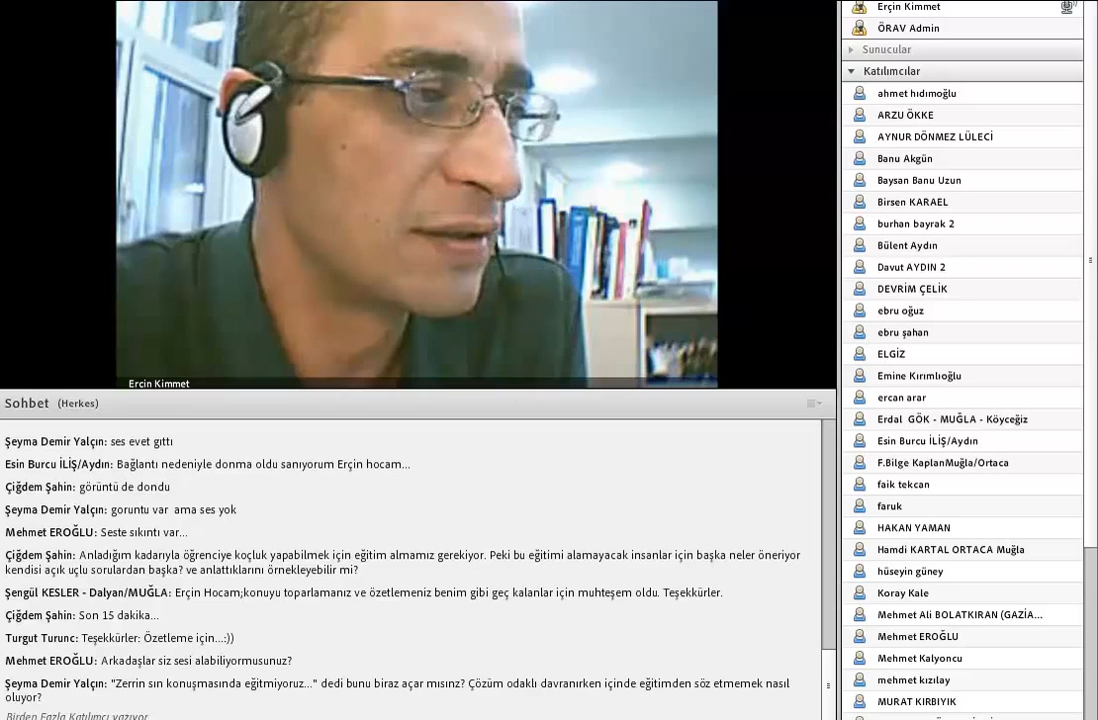 Erçin Kimmet
ÖRAV Admin
Sunucular
Katılımcılar
ahmet hıdımoğlu
ARZU ÖKKE
AYNUR DÖNMEZ LÜLECİ
Banu Akgün
Baysan Banu Uzun
Birsen KARAEL
burhan bayrak 2
Bülent Aydın
Davut AYDIN 2
DEVRİM ÇELİK
ebru oğuz
ebru şahan
ELGİZ
Emine Kırımlıoğlu
ercan arar
Erdal GÖK - MUĞLA - Köyceğiz
Esin Burcu İLİŞ/Aydın
F.Bilge KaplanMuğla/Ortaca
faik tekcan
faruk
HAKAN YAMAN
Hamdi KARTAL ORTACA Muğla
hüseyin güney
Koray Kale
Mehmet Ali BOLATKIRAN (GAZİA...
Mehmet EROĞLU
Mehmet Kalyoncu
mehmet kızılay
MURAT KIRBIYIK
Erçin Kimmet
Sohbet (Herkes)
Şeyma Demir Yalçın: ses evet gıttı
Esin Burcu İLİŞ/Aydın: Bağlantı nedeniyle donma oldu sanıyorum Erçin hocam...
Çiğdem Şahin: görüntü de dondu
Şeyma Demir Yalçın: goruntu var ama ses yok
Mehmet EROĞLU: Seste sıkıntı var...
Çiğdem Şahin: Anladığım kadarıyla öğrenciye koçluk yapabilmek için eğitim almamız gerekiyor. Peki bu eğitimi alamayacak insanlar için başka neler öneriyor
kendisi açık uçlu sorulardan başka? ve anlattıklarını örnekleyebilir mi?
Şengül KESLER - Dalyan/MUĞLA: Erçin Hocam;konuyu toparlamanız ve özetlemeniz benim gibi geç kalanlar için muhteşem oldu. Teşekkürler.
Çiğdem Şahin: Son 15 dakika...
Turgut Turunc: Teşekkürler: Özetleme için...:))
Mehmet EROĞLU: Arkadaşlar siz sesi alabiliyormusunuz?
Şeyma Demir Yalçın: "Zerrin sın konuşmasında eğitmiyoruz..." dedi bunu biraz açar mısınz? Çözüm odaklı davranırken içinde eğitimden söz etmemek nasıl
oluyor?
Birden Fazla Katılımcı yazıyor